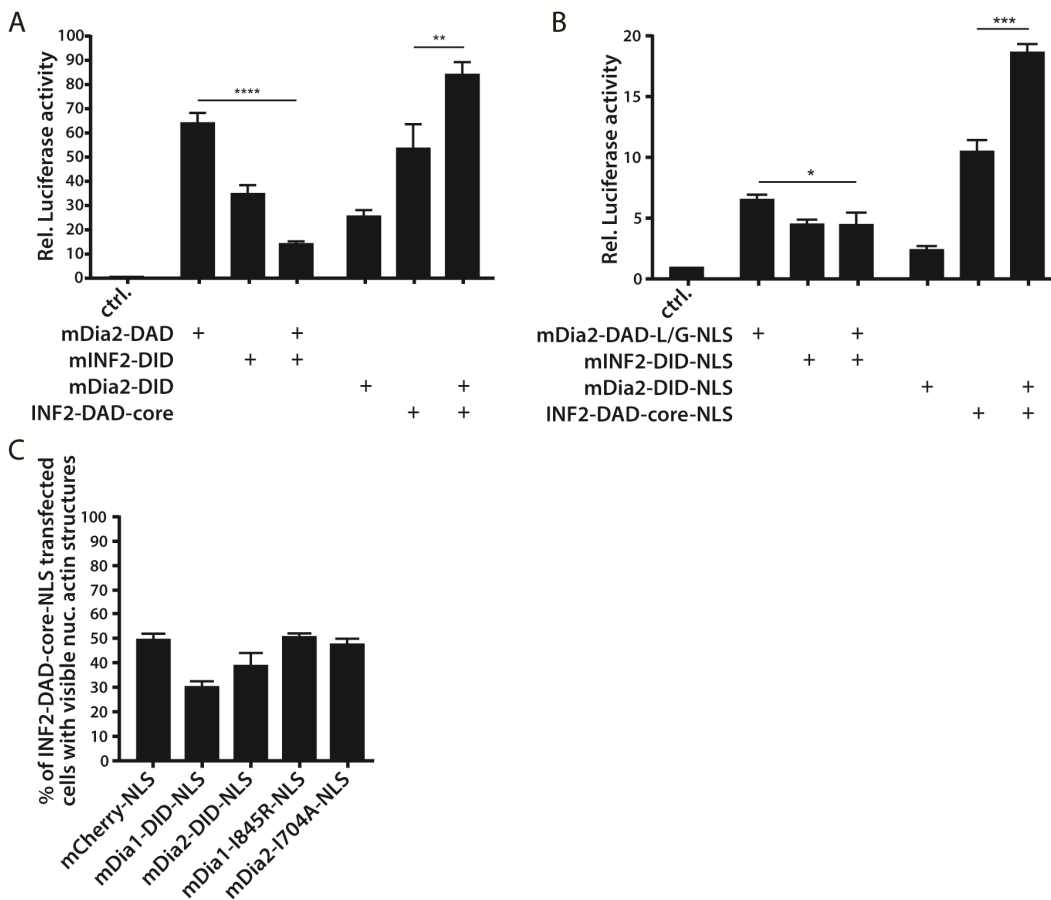 A
Rel. Luciferase activity
100
90
80
70
60
50
40
30
20
10
0
****
**
ctrl.
mDia2-DAD + +
mINF2-DID + +
mDia2-DID + +
INF2-DAD-core + +
B
Rel. Luciferase activity
20
15
10
5
0
*
***
ctrl.
mDia2-DAD-L/G-NLS + +
mINF2-DID-NLS + +
mDia2-DID-NLS + +
INF2-DAD-core-NLS + +
C
% of INF2-DAD-core-NLS transfected
cells with visible nuc. actin structures
100
90
80
70
60
50
40
30
20
10
0
mCherry-NLS
mDia1-DID-NLS
mDia2-DID-NLS
mDia1-I845R-NLS
mDia2-I704A-NLS